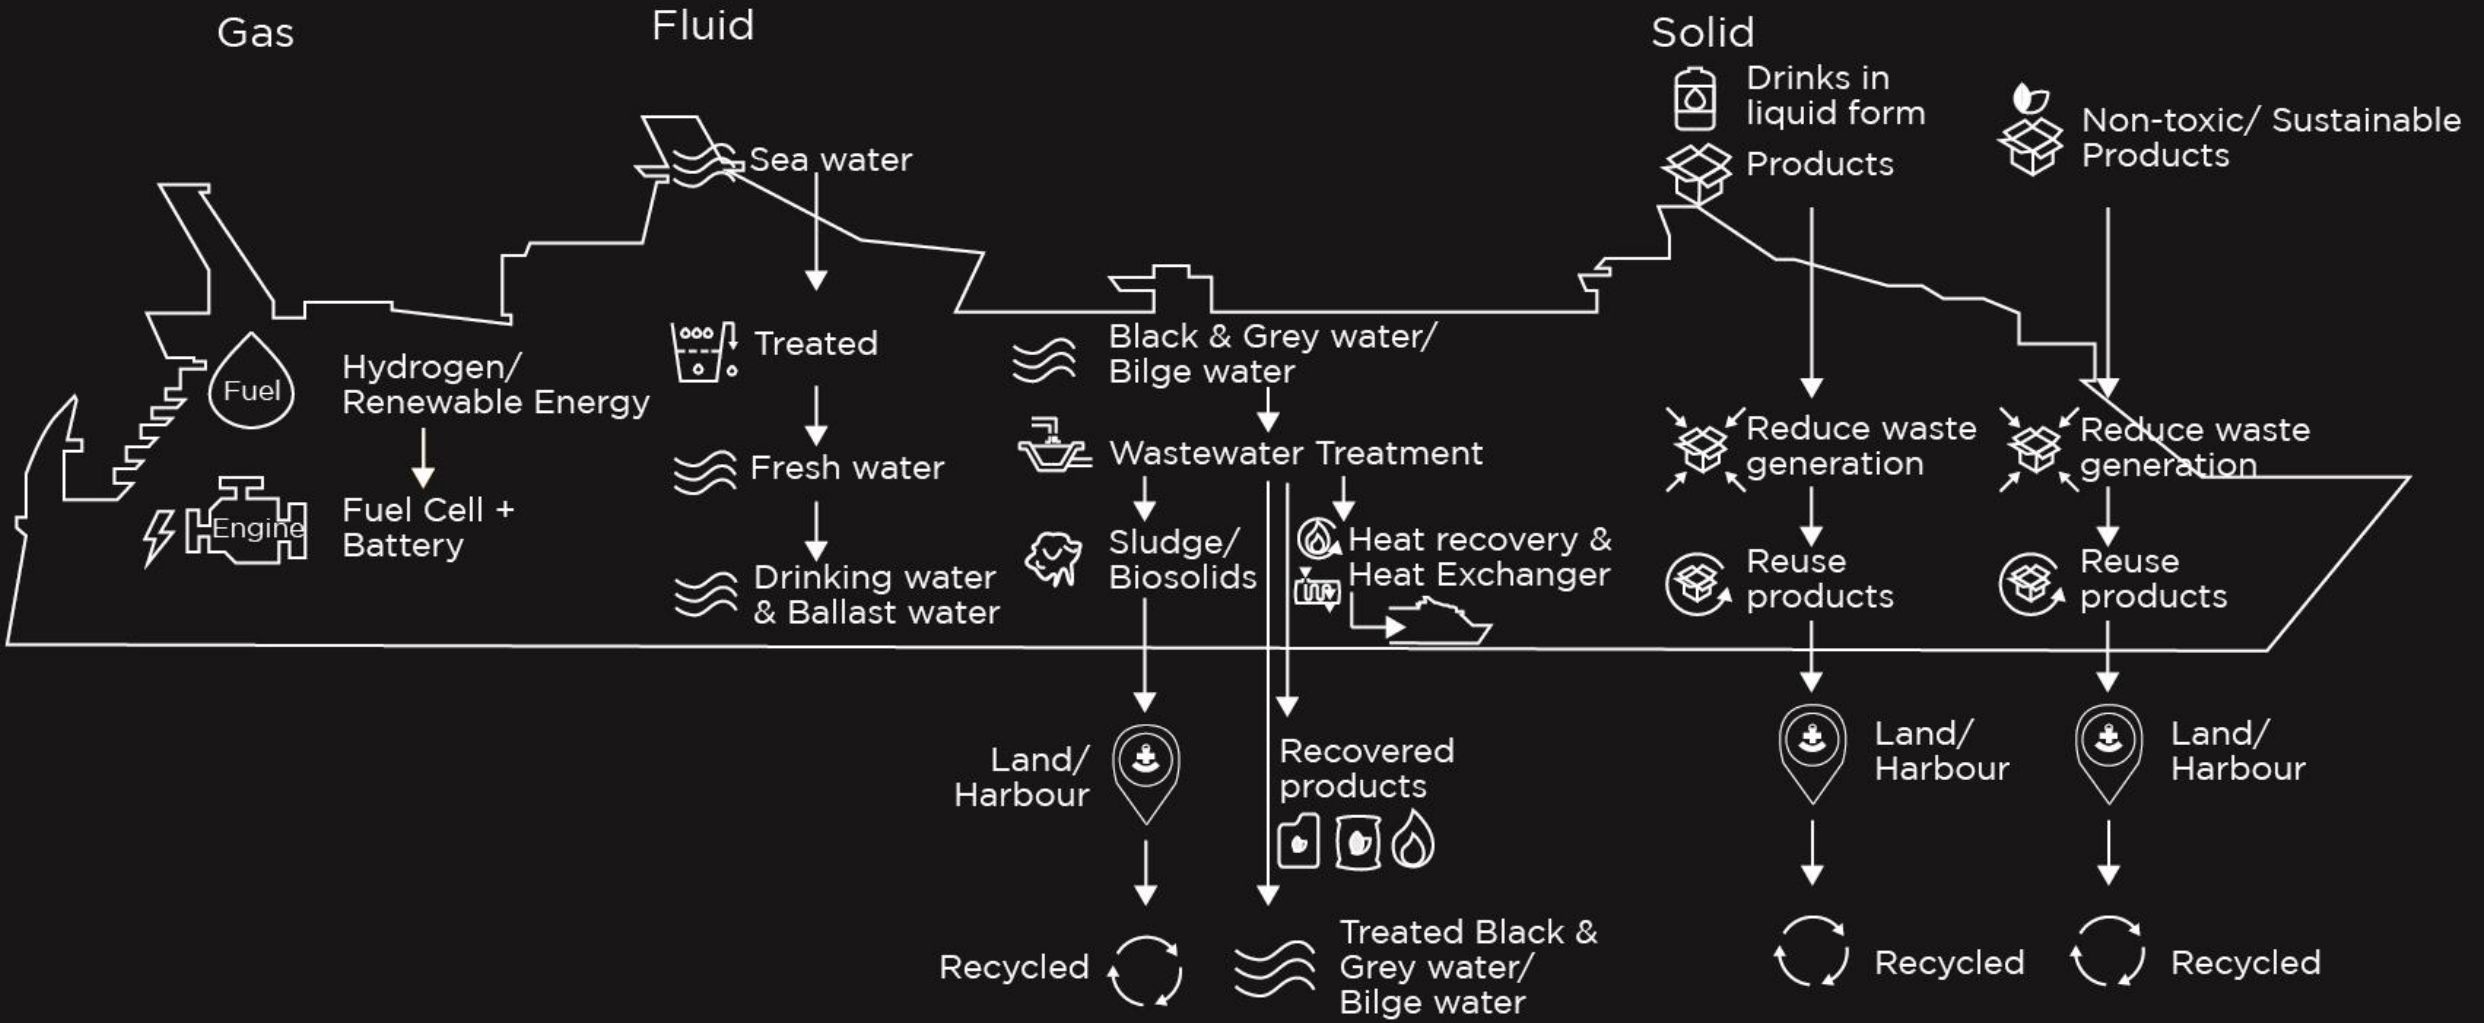 Gas
Fluid
Solid
Drinks in
liquid form
Products
Non-toxic/ Sustainable
Products
Sea water
Fuel
Hydrogen/
Renewable Energy
Engine
Fuel Cell +
Battery
Treated
Fresh water
Drinking water
& Ballast water
Black & Grey water/
Bilge water
Wastewater Treatment
Sludge/
Biosolids
Heat recovery &
Heat Exchanger
Land/
Harbour
Recycled
Recovered
products
Treated Black &
Grey water/
Bilge water
Reduce waste
generation
Reuse
products
Land/
Harbour
Recycled
Reduce waste
generation
Reuse
products
Land/
Harbour
Recycled